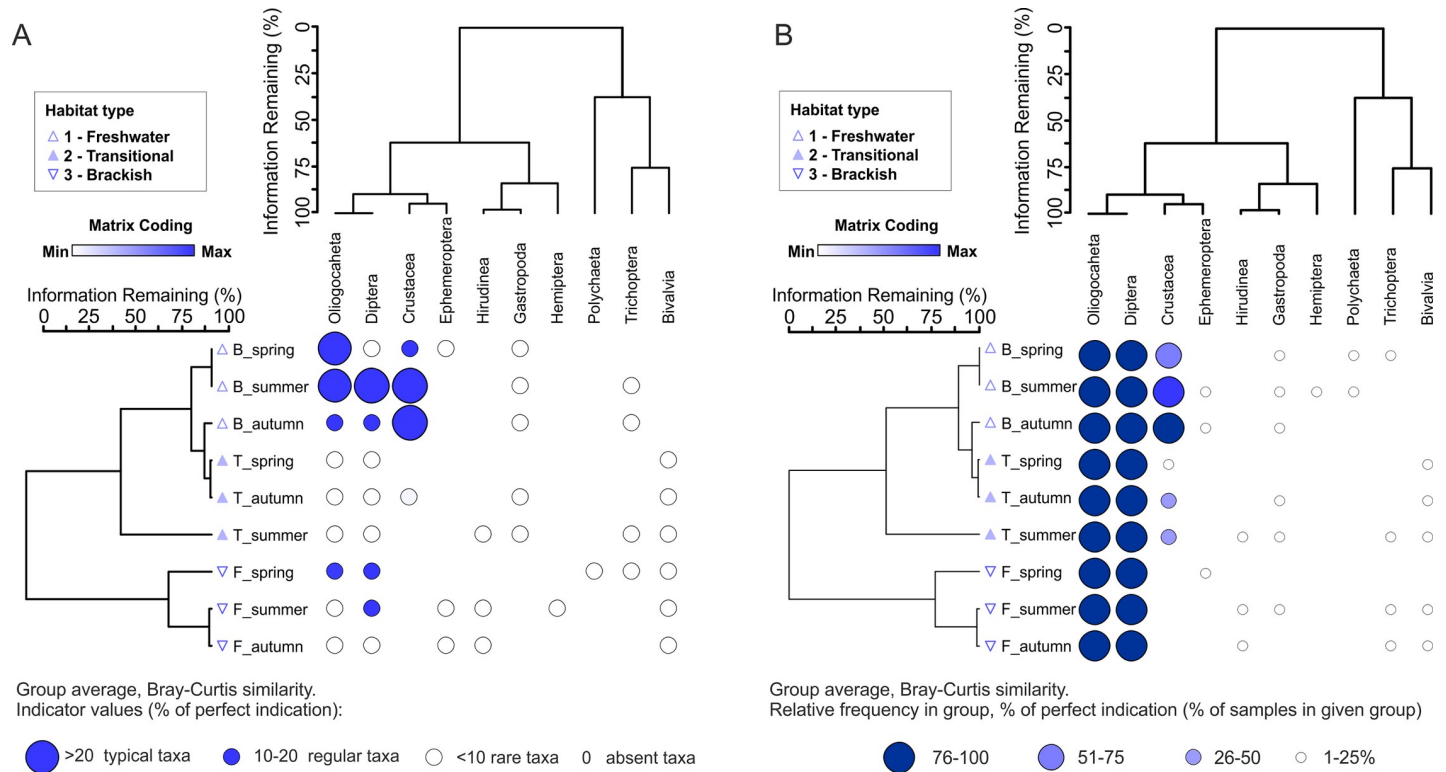 A
Information Remaining (%)
0
25
50
75
100
Habitat type
1 - Freshwater
2 - Transitional
3 - Brackish
Matrix Coding
Min
Max
Oliogocaheta
Diptera
Crustacea
Ephemeroptera
Hirudinea
Gastropoda
Hemiptera
Polychaeta
Trichoptera
Bivalvia
Information Remaining (%)
0 25 50 75 100
B_spring
B_summer
B_autumn
T_spring
T_autumn
T_summer
F_spring
F_summer
F_autumn
Group average, Bray-Curtis similarity.
Indicator values (% of perfect indication):
>20 typical taxa 10-20 regular taxa <10 rare taxa 0 absent taxa
B
Information Remaining (%)
0
25
50
75
100
Habitat type
1 - Freshwater
2 - Transitional
3 - Brackish
Matrix Coding
Min
Max
Oliogocaheta
Diptera
Crustacea
Ephemeroptera
Hirudinea
Gastropoda
Hemiptera
Polychaeta
Trichoptera
Bivalvia
Information Remaining (%)
0 25 50 75 100
B_spring
B_summer
B_autumn
T_spring
T_autumn
T_summer
F_spring
F_summer
F_autumn
Group average, Bray-Curtis similarity.
Relative frequency in group, % of perfect indication (% of samples in given group)
76-100 51-75 26-50 1-25%